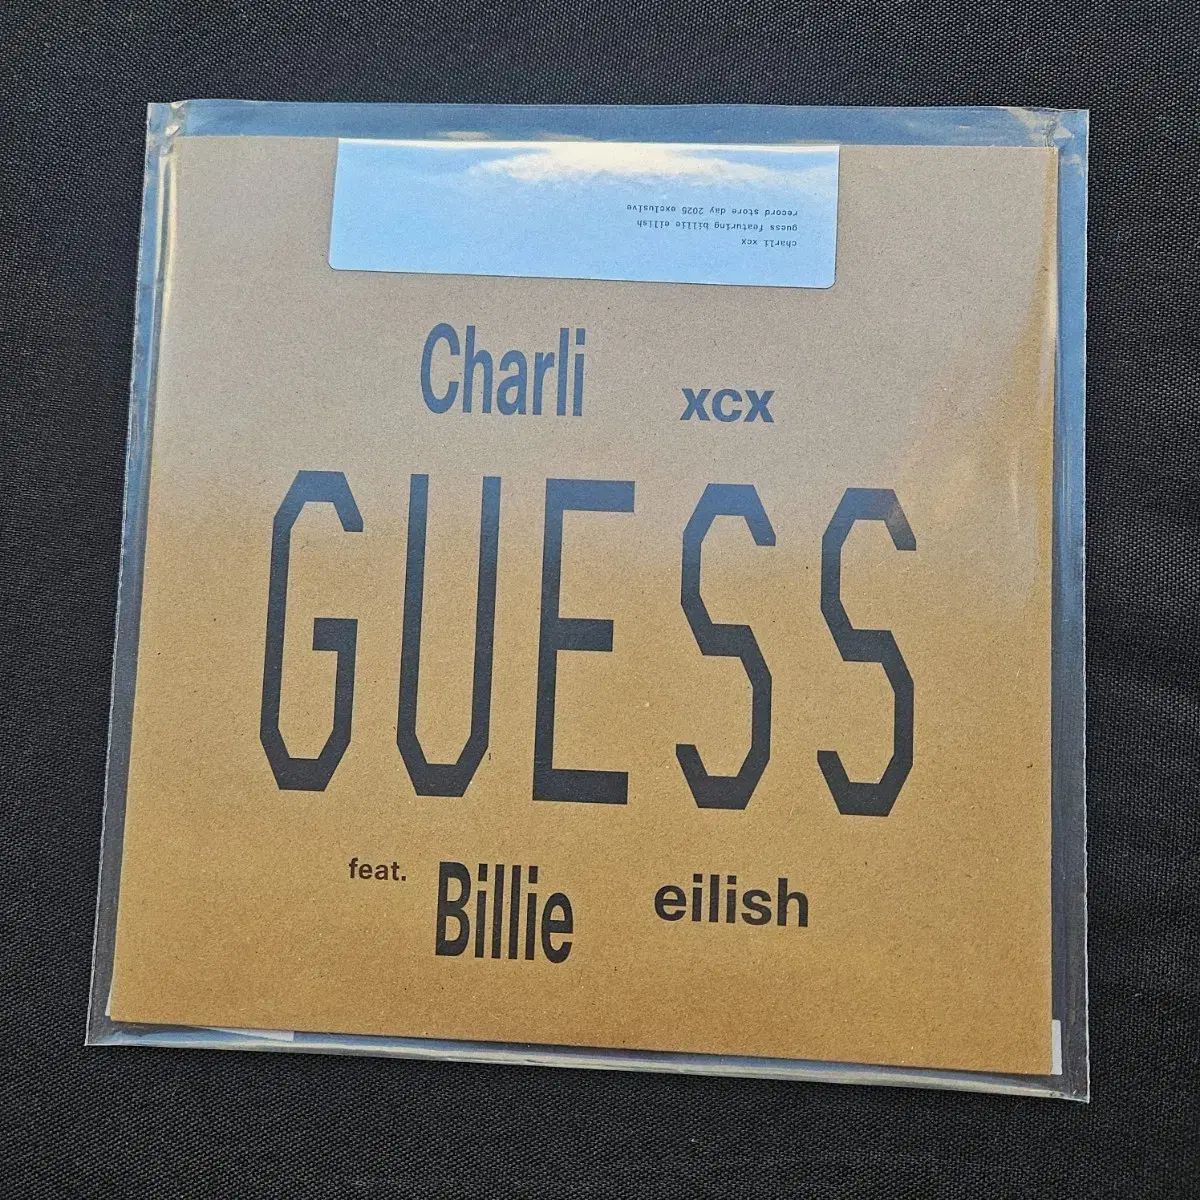 charli xcx
guess featuring billie eilish
record store day 2025 exclusive
Charli xcx
GUESS
feat. Billie eilish